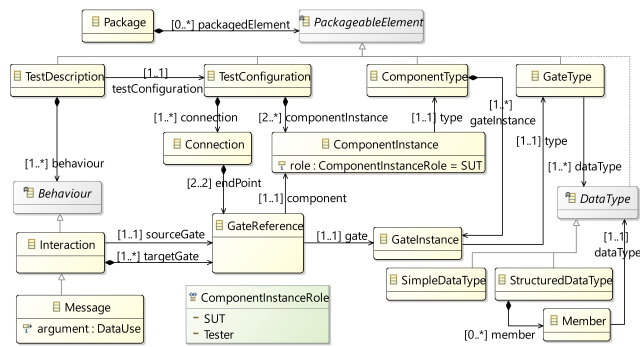 Package
[0..*] packagedElement
PackageableElement
TestDescription
[1..1]
testConfiguration
TestConfiguration
ComponentType
GateType
[1..*] connection
[2..*] componentInstance
[1..1] type
[1..*]
gateInstance
[1..1] type
Connection
ComponentInstance
role : ComponentInstanceRole = SUT
[1..*] behaviour
[1..*] dataType
[2..2] endPoint
Behaviour
[1..1] component
DataType
Interaction
[1..1] sourceGate
[1..*] targetGate
GateReference
[1..1] gate
GateInstance
[1..1]
dataType
SimpleDataType
StructuredDataType
Message
argument : DataUse
ComponentInstanceRole
SUT
Tester
[0..*] member
Member